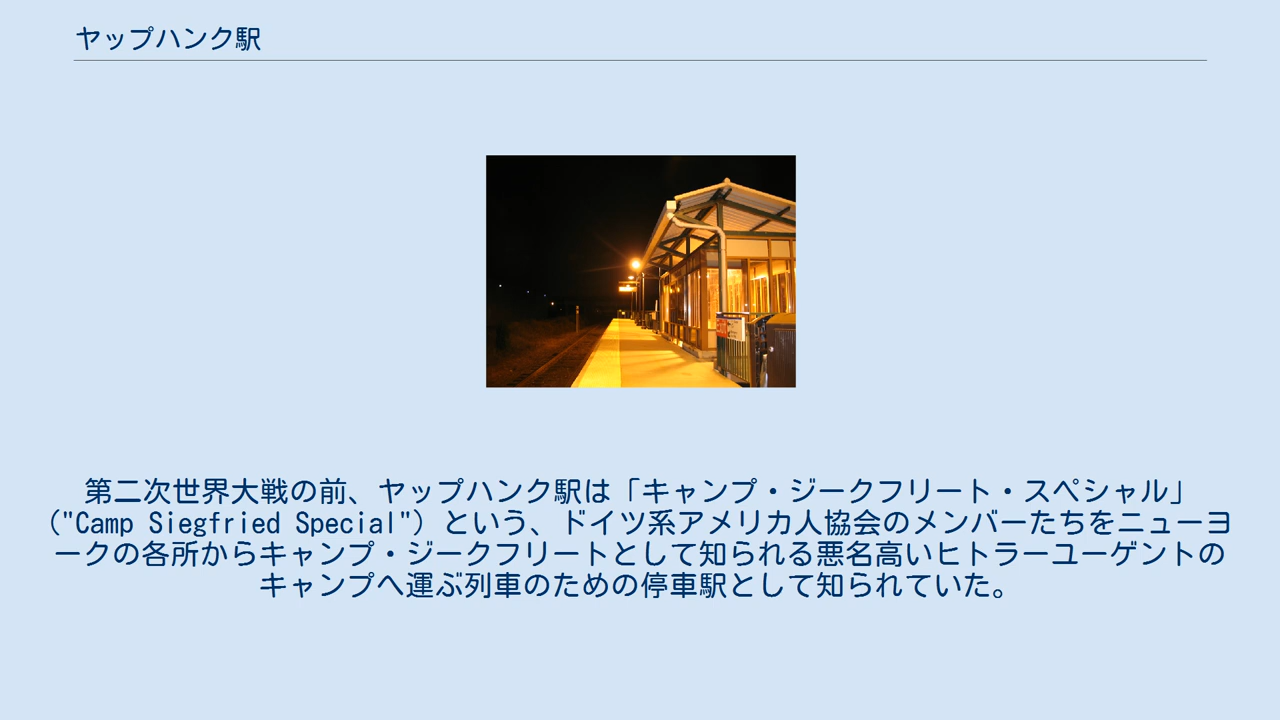 ヤップハンク駅
第二次世界大戦の前、ヤップハンク駅は「キャンプ・ジークフリート・スペシャル」
("Camp Siegfried Special"）という、ドイツ系アメリカ人協会のメンバーたちをニューヨ
ークの各所からキャンプ・ジークフリートとして知られる悪名高いヒトラーユーゲントの
キャンプへ運ぶ列車のための停車駅として知られていた。